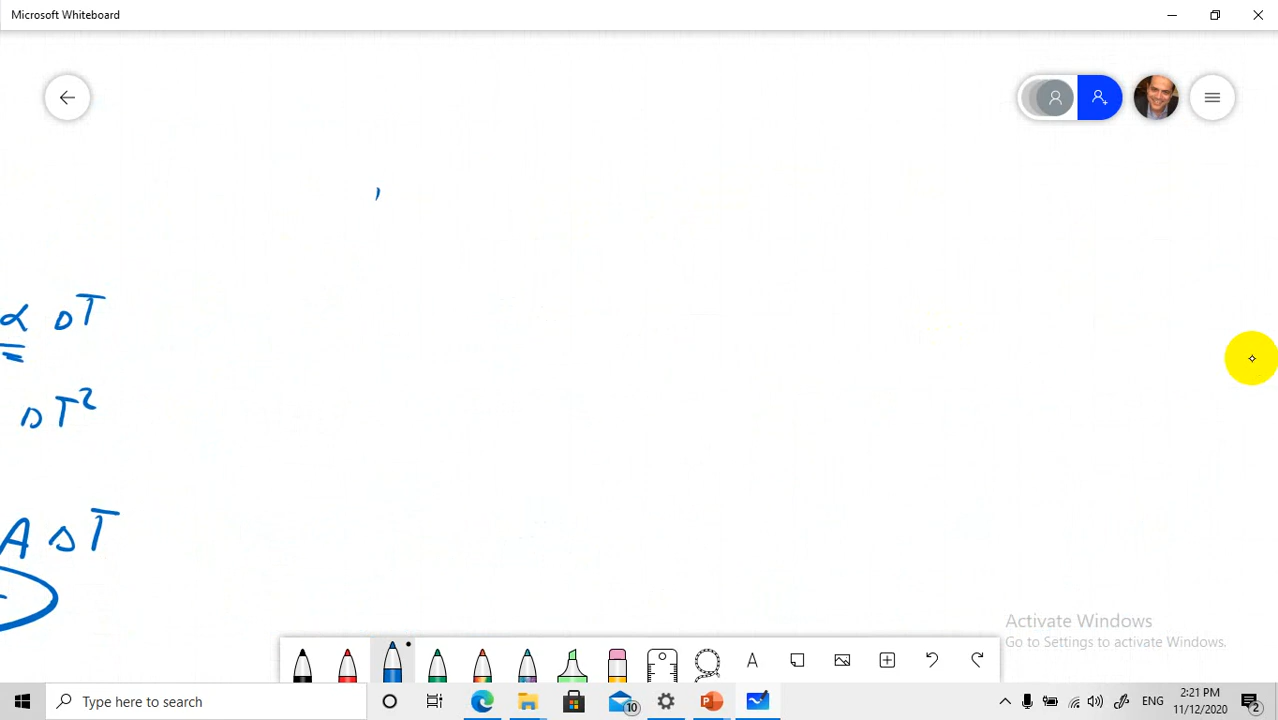 Microsoft Whiteboard
α ΔT
ΔT²
A ΔT
Activate Windows
Go to Settings to activate Windows.
A
Type here to search
10
ENG
2:21 PM
11/12/2020
2